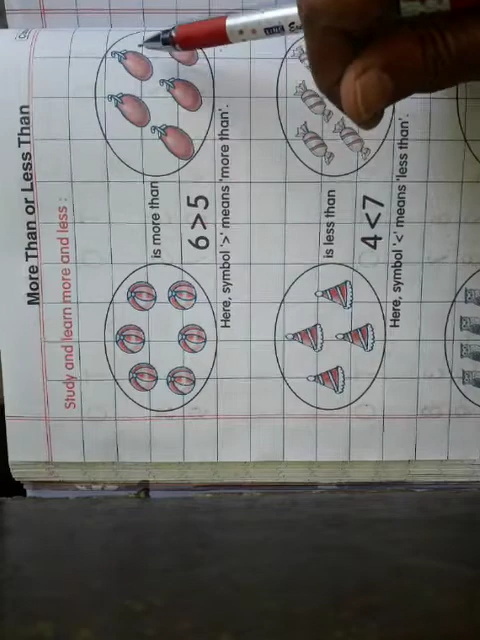 More Than or Less Than
Study and learn more and less :
is more than
6 > 5
Here, symbol '>' means 'more than'.
is less than
4 < 7
Here, symbol '<' means 'less than'.